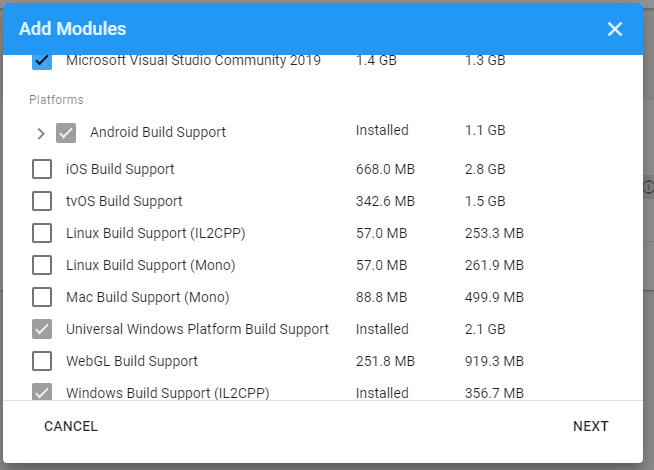 Add Modules
Microsoft Visual Studio Community 2019 1.4 GB 1.3 GB
Platforms
Android Build Support Installed 1.1 GB
iOS Build Support 668.0 MB 2.8 GB
tvOS Build Support 342.6 MB 1.5 GB
Linux Build Support (IL2CPP) 57.0 MB 253.3 MB
Linux Build Support (Mono) 57.0 MB 261.9 MB
Mac Build Support (Mono) 88.8 MB 499.9 MB
Universal Windows Platform Build Support Installed 2.1 GB
WebGL Build Support 251.8 MB 919.3 MB
Windows Build Support (IL2CPP) Installed 356.7 MB
CANCEL NEXT